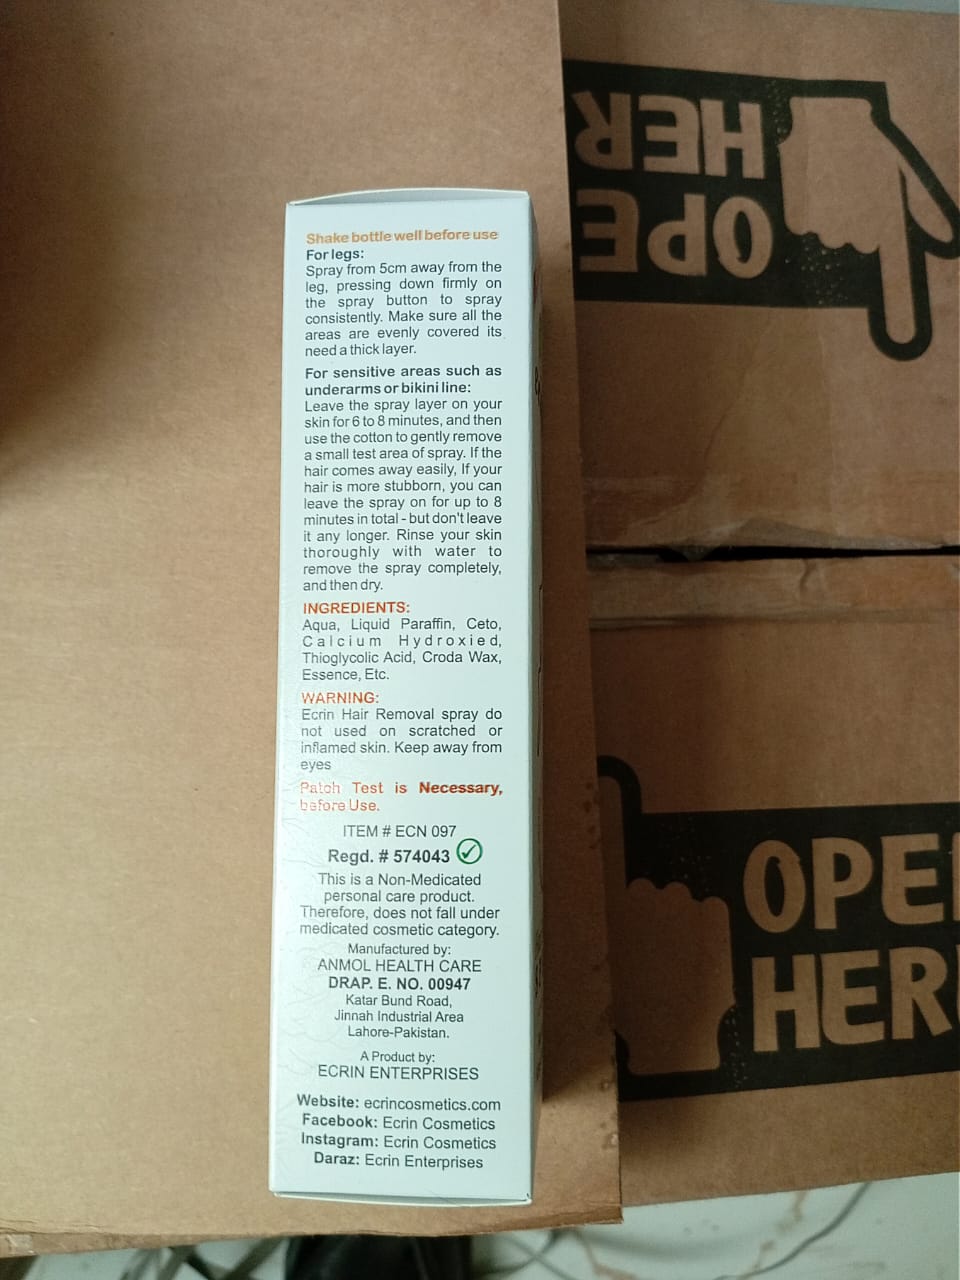 Shake bottle well before use
For legs:
Spray from 5cm away from the
leg, pressing down firmly on
the spray button to spray
consistently. Make sure all the
areas are evenly covered its
need a thick layer.
For sensitive areas such as
underarms or bikini line:
Leave the spray layer on your
skin for 6 to 8 minutes, and then
use the cotton to gently remove
a small test area of spray. If the
hair comes away easily, If your
hair is more stubborn, you can
leave the spray on for up to 8
minutes in total - but don't leave
it any longer. Rinse your skin
thoroughly with water to
remove the spray completely,
and then dry.
INGREDIENTS:
Aqua, Liquid Paraffin, Ceto,
Calcium Hydroxied,
Thioglycolic Acid, Croda Wax,
Essence, Etc.
WARNING:
Ecrin Hair Removal spray do
not used on scratched or
inflamed skin. Keep away from
eyes
Patch Test is Necessary,
before Use.
ITEM # ECN 097
Regd. # 574043
This is a Non-Medicated
personal care product.
Therefore, does not fall under
medicated cosmetic category.
Manufactured by:
ANMOL HEALTH CARE
DRAP. E. NO. 00947
Katar Bund Road,
Jinnah Industrial Area
Lahore-Pakistan.
A Product by:
ECRIN ENTERPRISES
Website: ecrincosmetics.com
Facebook: Ecrin Cosmetics
Instagram: Ecrin Cosmetics
Daraz: Ecrin Enterprises
OPE
HER
OPE
HER